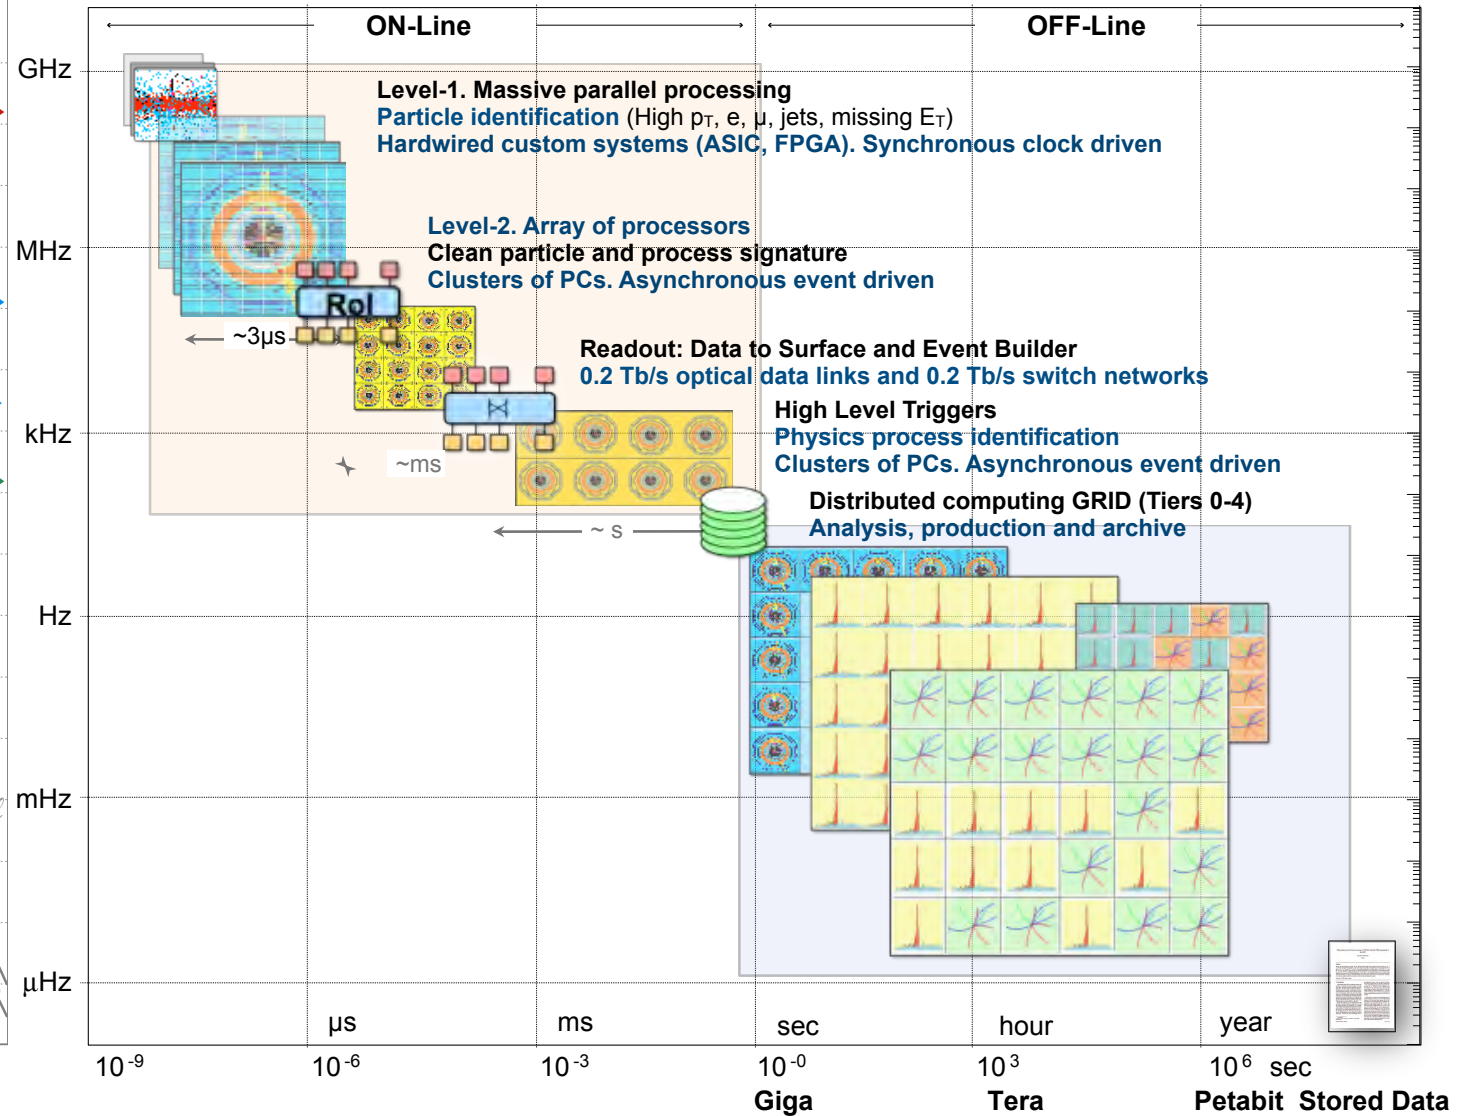 ON-Line
OFF-Line
GHz
Level-1. Massive parallel processing
Particle identification (High pT, e, µ, jets, missing ET)
Hardwired custom systems (ASIC, FPGA). Synchronous clock driven
Level-2. Array of processors
MHz
Clean particle and process signature
Clusters of PCs. Asynchronous event driven
RoI
~3µs
Readout: Data to Surface and Event Builder
0.2 Tb/s optical data links and 0.2 Tb/s switch networks
High Level Triggers
kHz
Physics process identification
~ms
Clusters of PCs. Asynchronous event driven
Distributed computing GRID (Tiers 0-4)
~ s
Analysis, production and archive
Hz
mHz
µHz
µs
ms
sec
hour
year
10-9
10-6
10-3
10-0
103
106 sec
Giga
Tera
Petabit
Stored Data